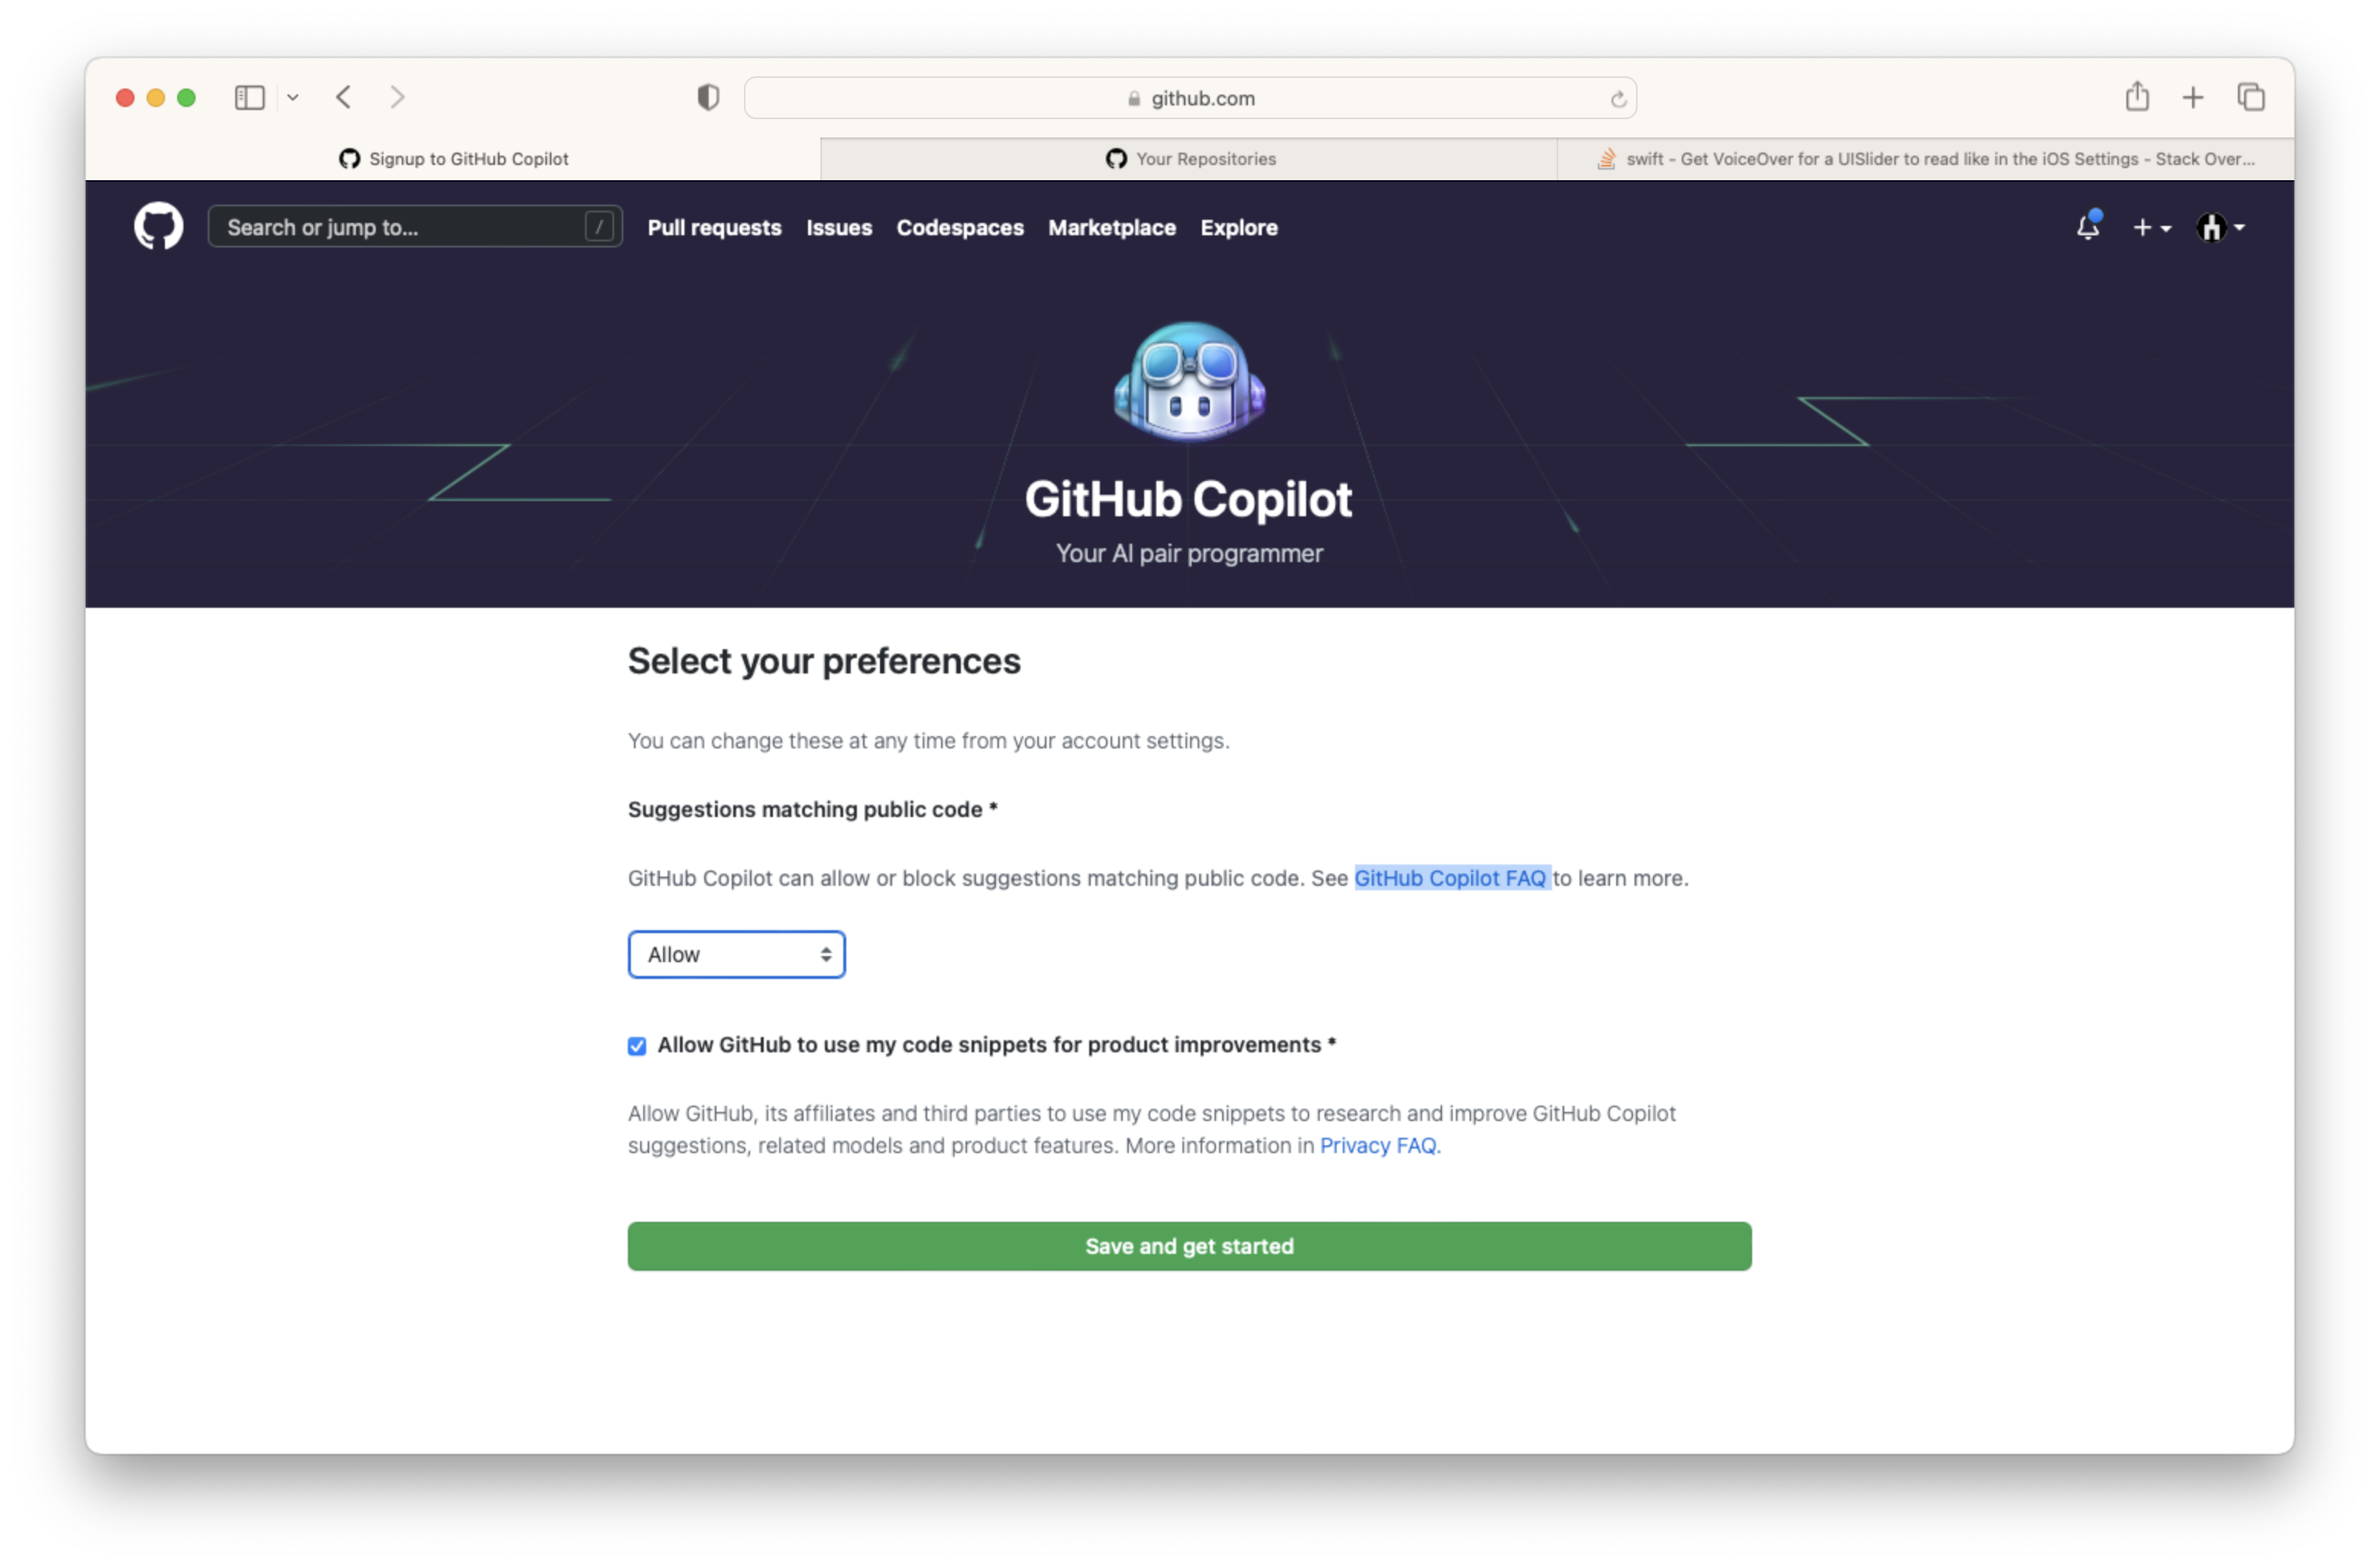 github.com
Signup to GitHub Copilot
Your Repositories
swift - Get VoiceOver for a UISlider to read like in the iOS Settings - Stack Over...
Search or jump to...
/
Pull requests
Issues
Codespaces
Marketplace
Explore
GitHub Copilot
Your AI pair programmer
Select your preferences
You can change these at any time from your account settings.
Suggestions matching public code *
GitHub Copilot can allow or block suggestions matching public code. See GitHub Copilot FAQ to learn more.
Allow
Allow GitHub to use my code snippets for product improvements *
Allow GitHub, its affiliates and third parties to use my code snippets to research and improve GitHub Copilot
suggestions, related models and product features. More information in Privacy FAQ.
Save and get started